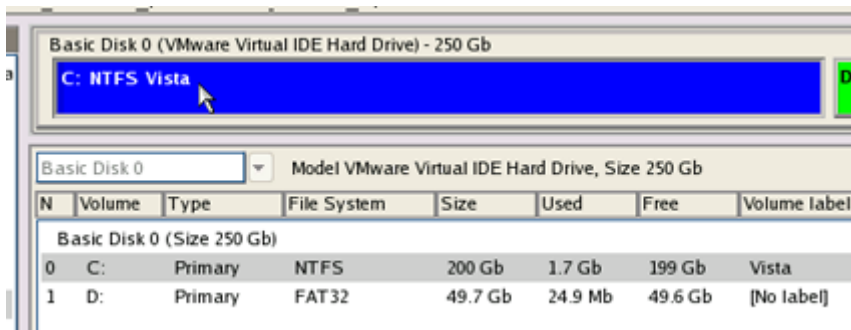 Basic Disk 0 (VMware Virtual IDE Hard Drive) - 250 Gb
C: NTFS Vista
D
Basic Disk 0 Model VMware Virtual IDE Hard Drive, Size 250 Gb
N Volume Type File System Size Used Free Volume label
Basic Disk 0 (Size 250 Gb)
0 C: Primary NTFS 200 Gb 1.7 Gb 199 Gb Vista
1 D: Primary FAT32 49.7 Gb 24.9 Mb 49.6 Gb [No label]